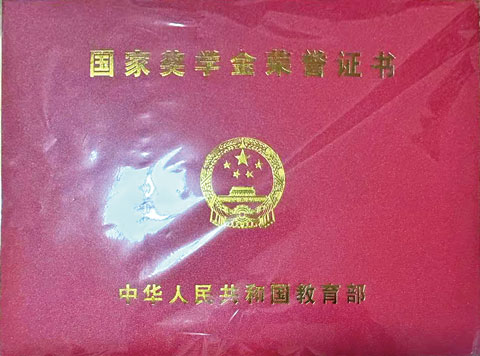 国家奖学金荣誉证书
中华人民共和国教育部